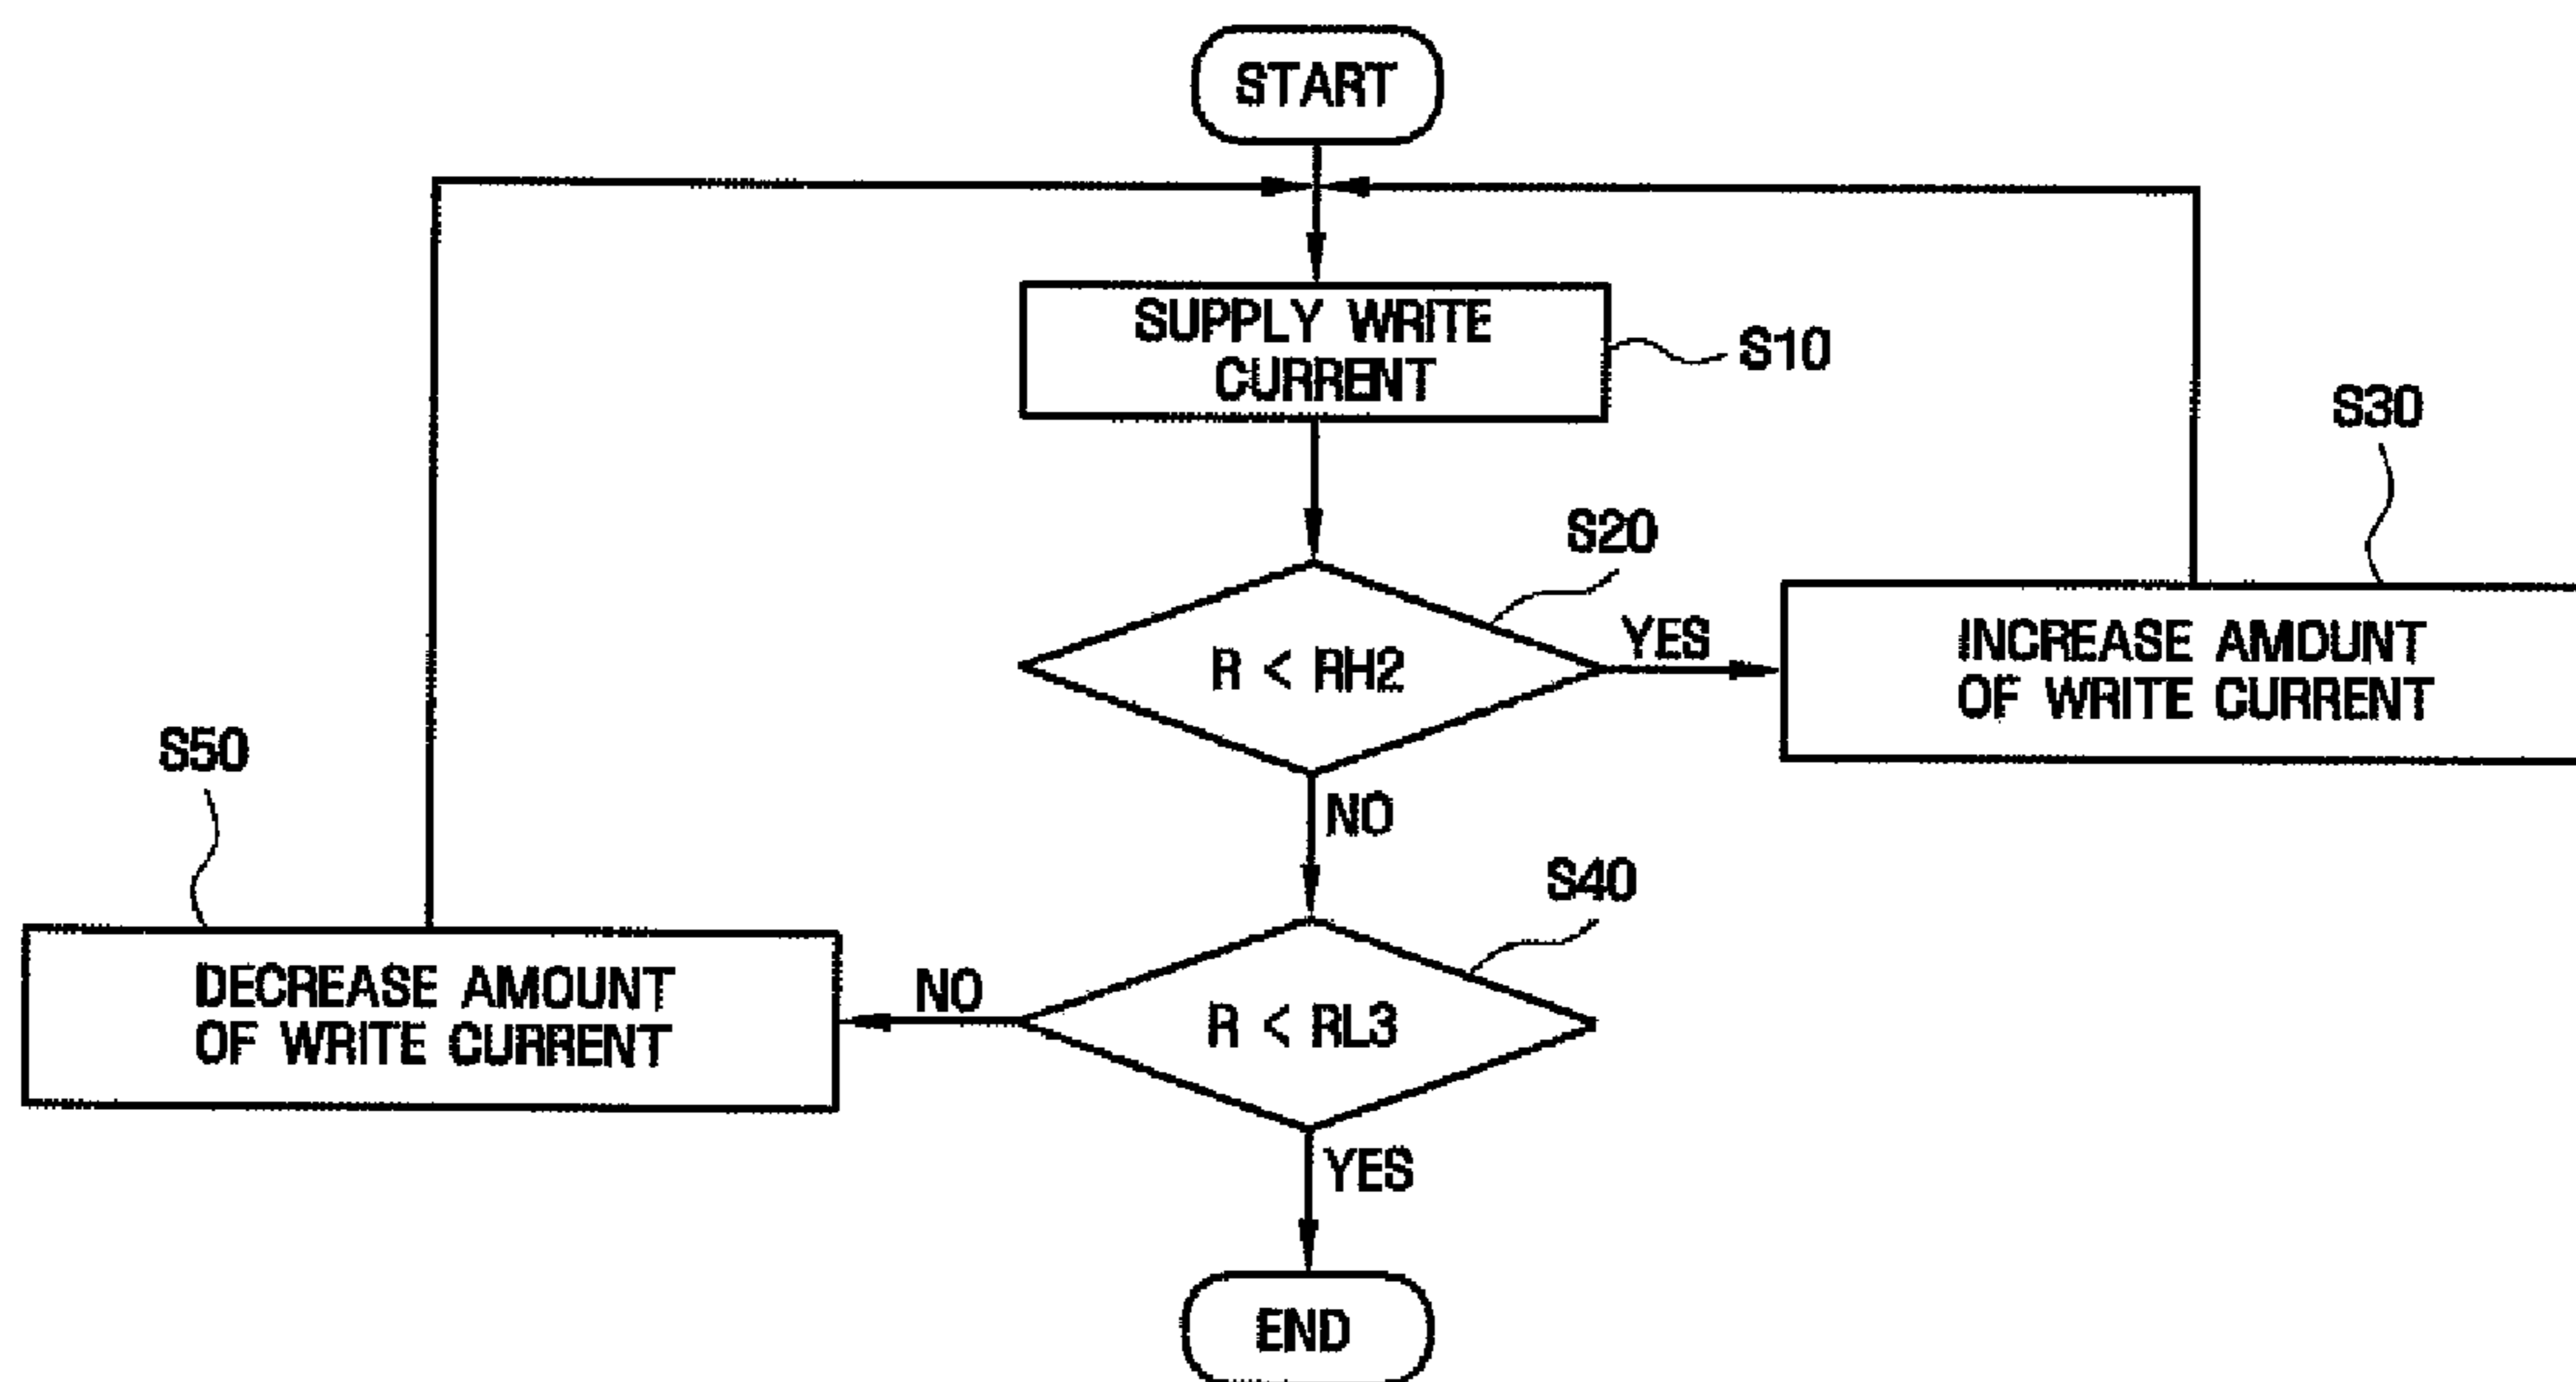 START
SUPPLY WRITE
CURRENT
S10
S30
S20
R < RH2
YES
INCREASE AMOUNT
OF WRITE CURRENT
NO
S50
S40
DECREASE AMOUNT
OF WRITE CURRENT
NO
R < RL3
YES
END